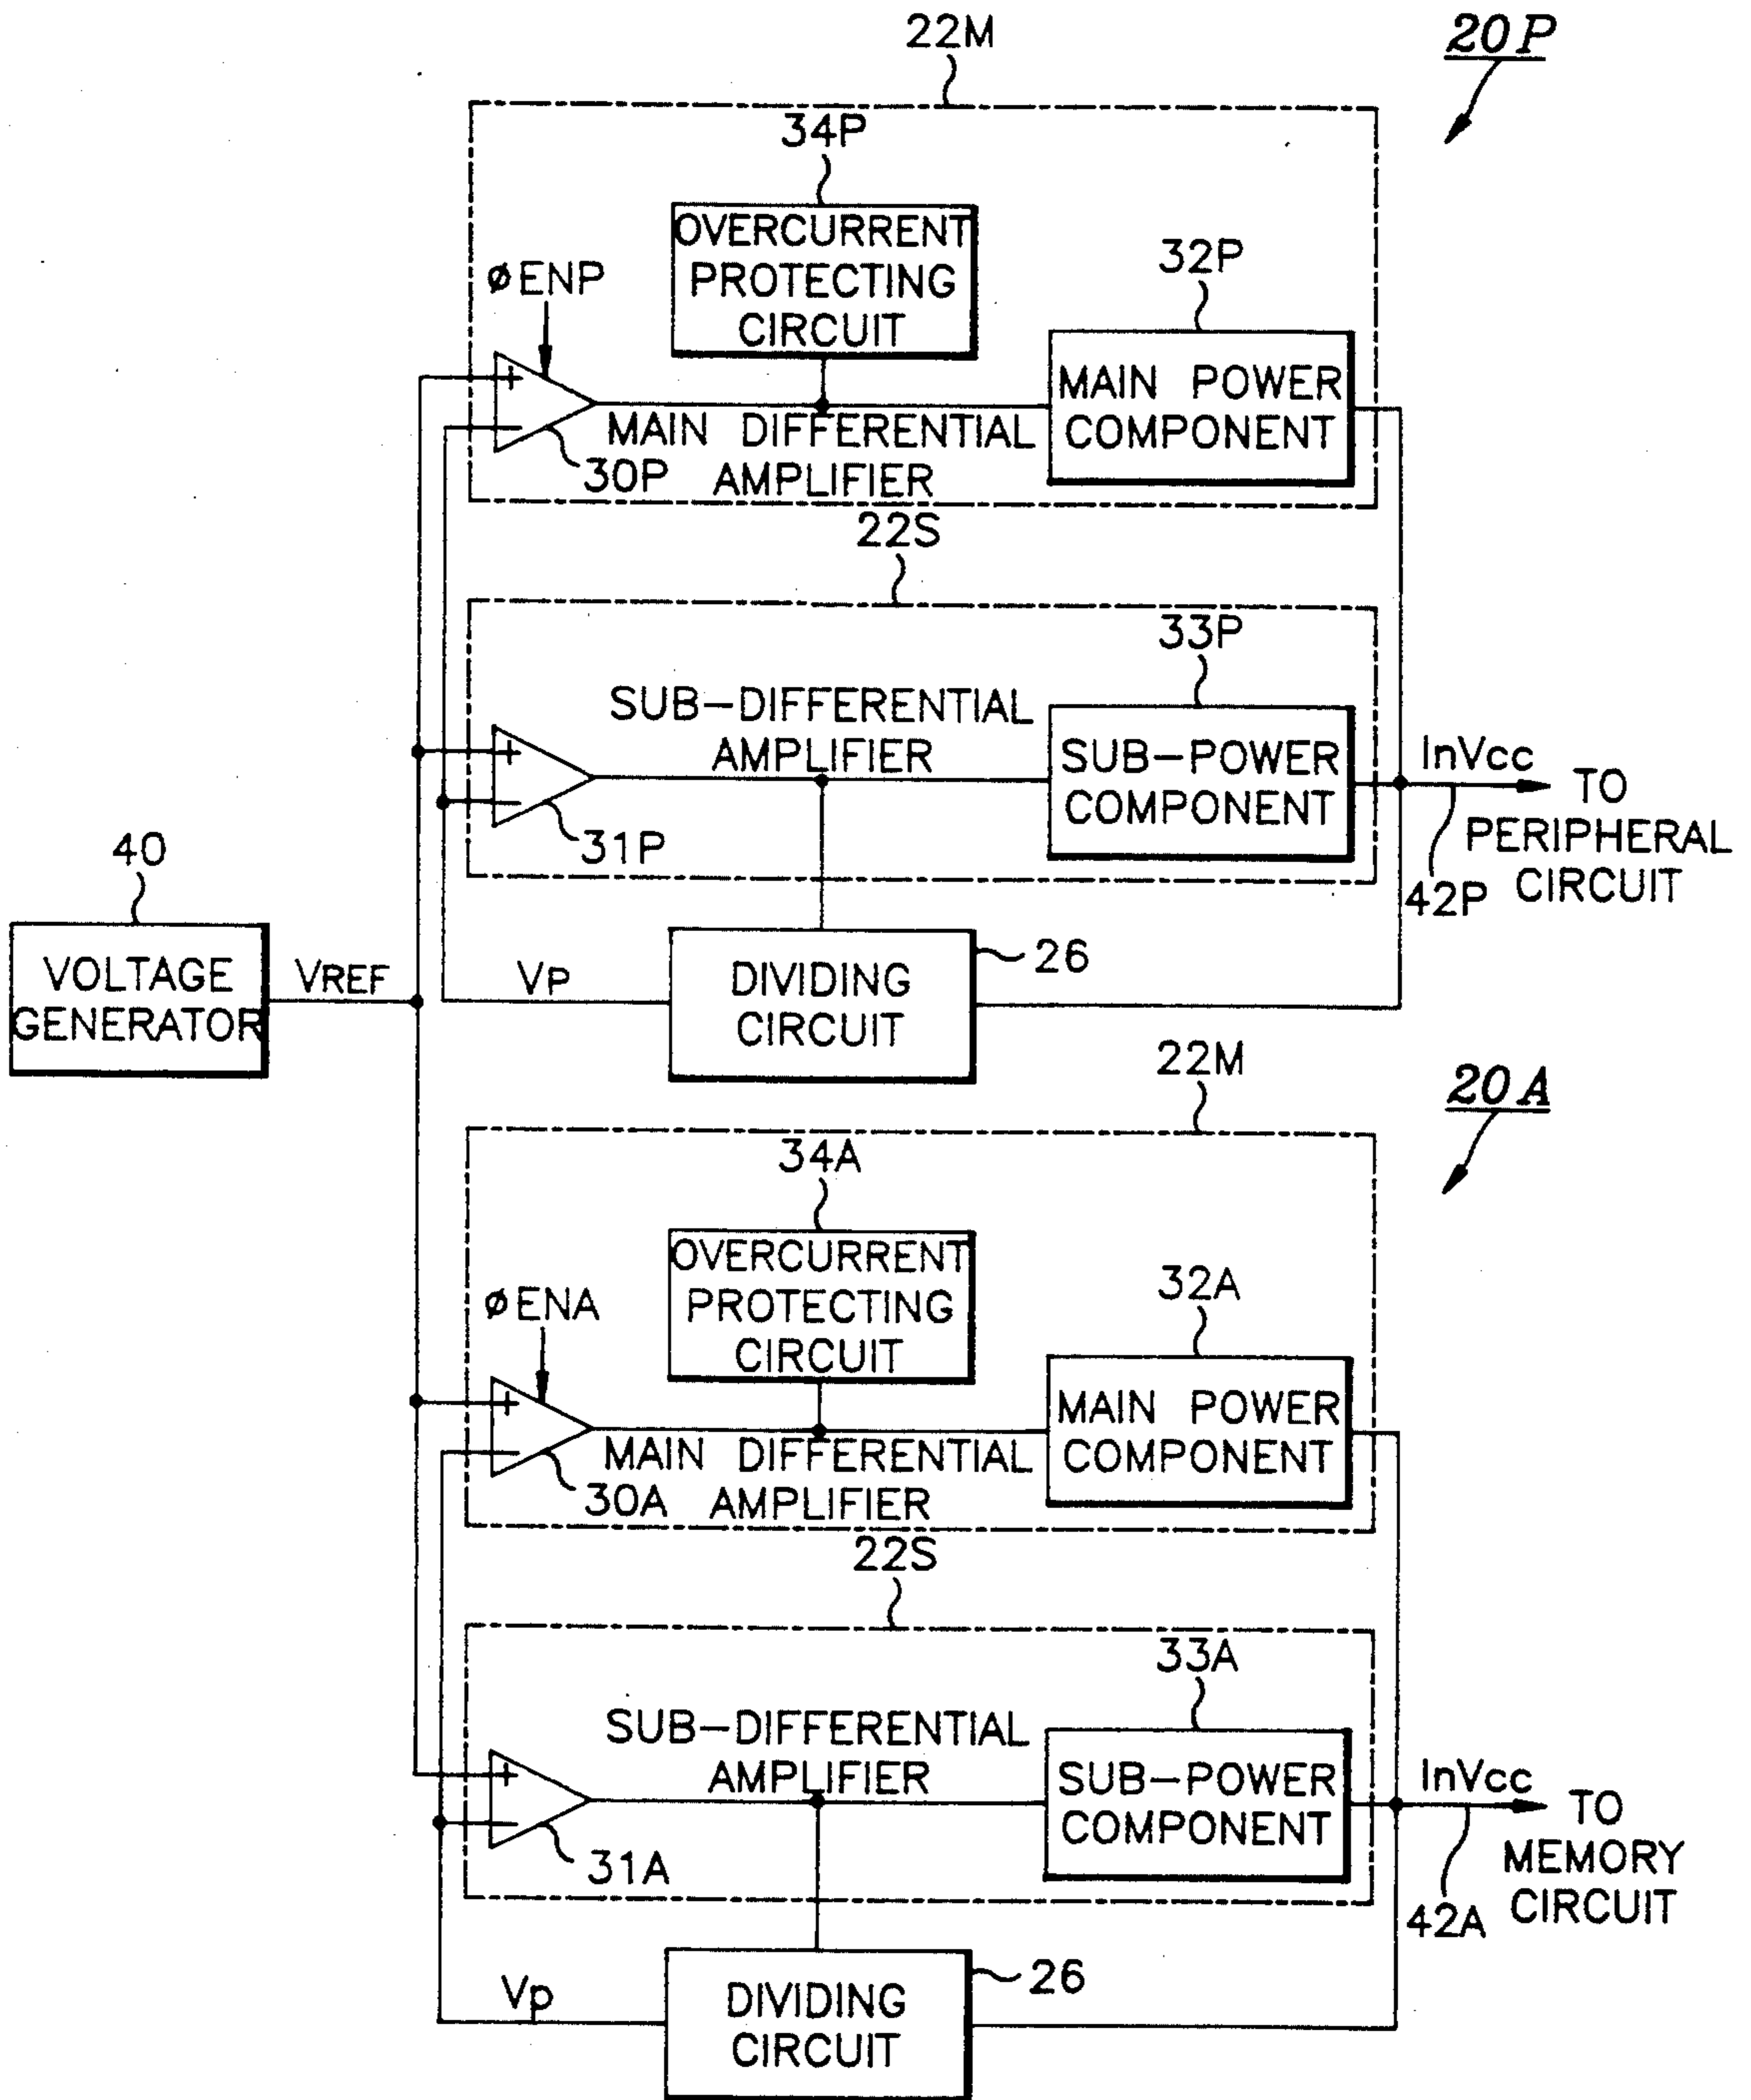 22M
20P
34P
OVERCURRENT
PROTECTING
CIRCUIT
32P
øENP
MAIN POWER
COMPONENT
+
−
MAIN DIFFERENTIAL
AMPLIFIER
30P
22S
33P
SUB-DIFFERENTIAL
AMPLIFIER
+
−
SUB-POWER
COMPONENT
InVcc
TO
PERIPHERAL
CIRCUIT
31P
42P
40
VOLTAGE
GENERATOR
VREF
VP
DIVIDING
CIRCUIT
26
22M
20A
34A
OVERCURRENT
PROTECTING
CIRCUIT
32A
øENA
MAIN POWER
COMPONENT
+
−
MAIN DIFFERENTIAL
AMPLIFIER
30A
22S
33A
SUB-DIFFERENTIAL
AMPLIFIER
+
−
SUB-POWER
COMPONENT
InVcc
TO
MEMORY
CIRCUIT
31A
42A
Vp
DIVIDING
CIRCUIT
26